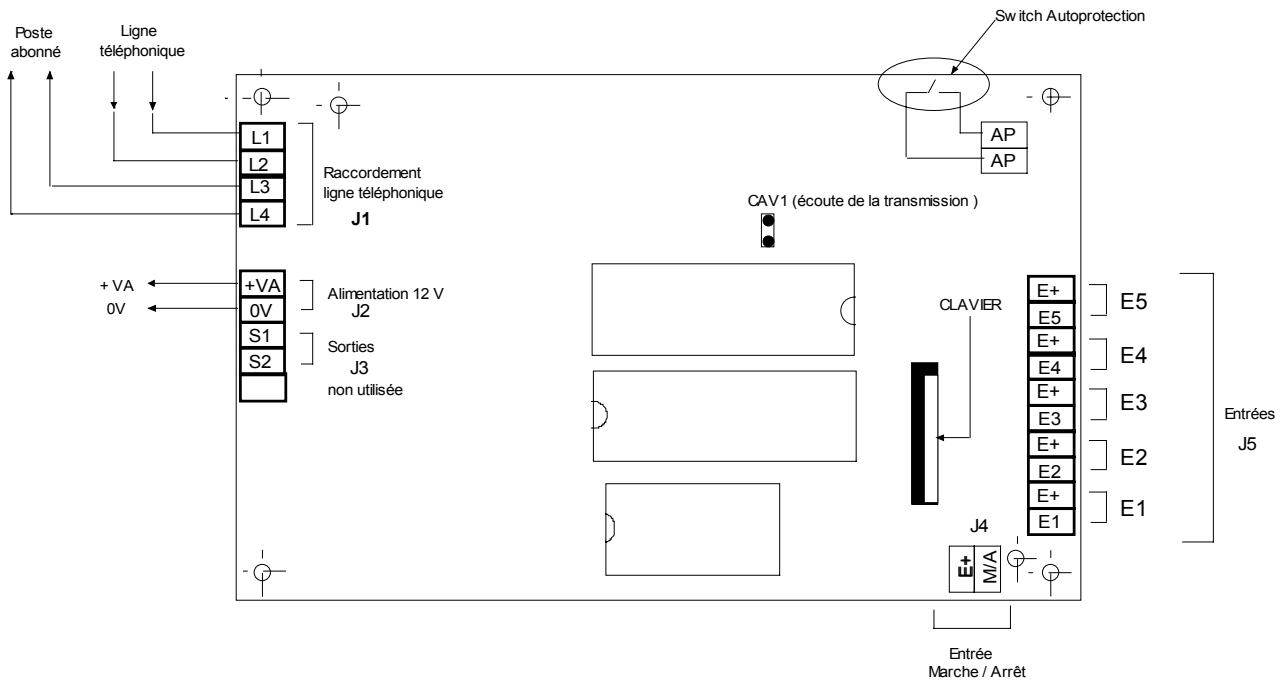 Switch Autoprotection
Poste
abonné
Ligne
téléphonique
L1
L2
L3
L4
Raccordement
ligne téléphonique
J1
AP
AP
CAV1 (écoute de la transmission )
+ VA
0V
+VA
0V
S1
S2
Alimentation 12 V
J2
Sorties
J3
non utilisée
CLAVIER
E+
E5
E+
E4
E+
E3
E+
E2
E+
E1
E5
E4
E3
E2
E1
Entrées
J5
J4
E+
M/A
Entrée
Marche / Arrêt